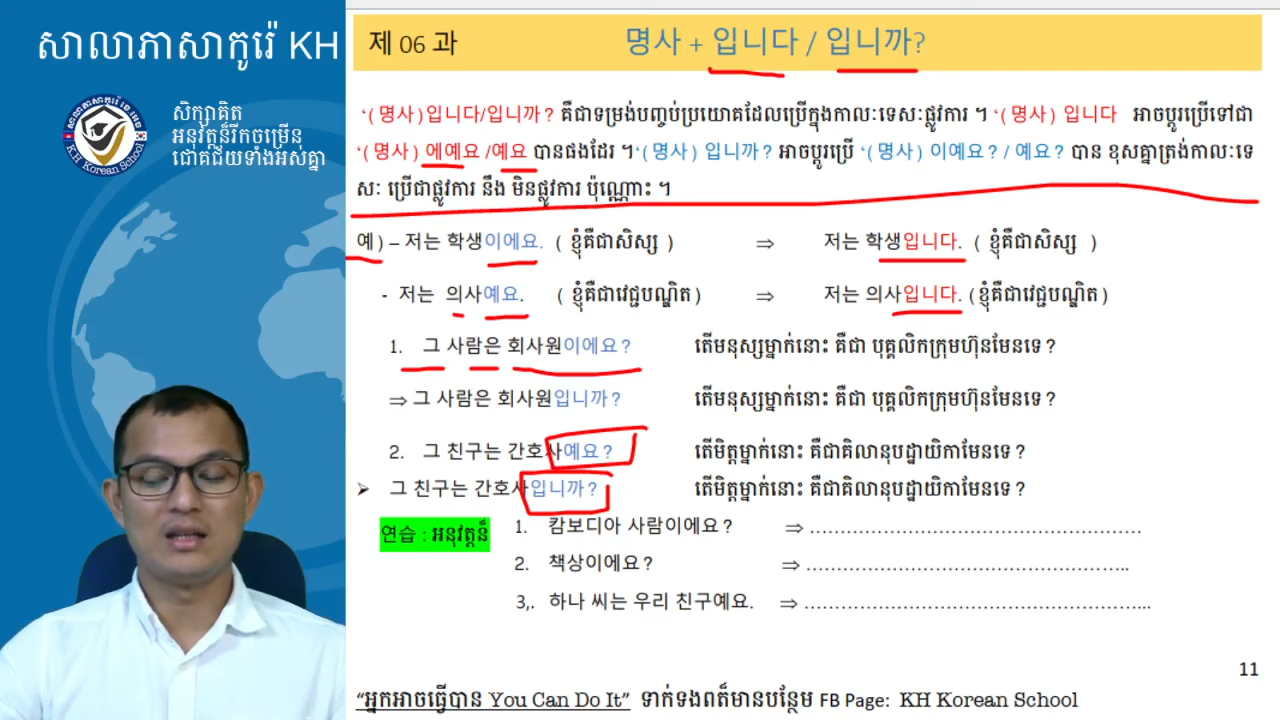 សាលាភាសាកូរ៉េ KH
សាលាភាសាកូរ៉េ ខេ អេច
KH Korean School
សិក្សាគិត
អនុវត្តន៍រីកចម្រើន
ជោគជ័យទាំងអស់គ្នា
제 06 과 명사 + 입니다 / 입니까?
‘(명사)입니다/입니까? គឺជាទម្រង់បញ្ចប់ប្រយោគដែលប្រើក្នុងកាលៈទេសៈផ្លូវការ ។ ‘(명사) 입니다 អាចប្តូរប្រើទៅជា
‘(명사) 에예요 /예요 បានផងដែរ ។‘(명사) 입니까? អាចប្តូរប្រើ ‘(명사) 이예요? / 예요? បាន ខុសគ្នាត្រង់កាលៈទេ
សៈ ប្រើជាផ្លូវការ នឹង មិនផ្លូវការ ប៉ុណ្ណោះ ។
예) – 저는 학생이에요. ( ខ្ញុំគឺជាសិស្ស ) ⇒ 저는 학생입니다. ( ខ្ញុំគឺជាសិស្ស )
- 저는 의사예요. ( ខ្ញុំគឺជាវេជ្ជបណ្ឌិត) ⇒ 저는 의사입니다. (ខ្ញុំគឺជាវេជ្ជបណ្ឌិត)
1. 그 사람은 회사원이에요? តើមនុស្សម្នាក់នោះ គឺជា បុគ្គលិកក្រុមហ៊ុនមែនទេ?
⇒ 그 사람은 회사원입니까? តើមនុស្សម្នាក់នោះ គឺជា បុគ្គលិកក្រុមហ៊ុនមែនទេ?
2. 그 친구는 간호사예요? តើមិត្តម្នាក់នោះ គឺជាគិលានុបដ្ឋាយិកាមែនទេ?
➢ 그 친구는 간호사입니까? តើមិត្តម្នាក់នោះ គឺជាគិលានុបដ្ឋាយិកាមែនទេ?
연습 : អនុវត្តន៍
1. 캄보디아 사람이에요? ⇒ ……………………………………………
2. 책상이에요? ⇒ …………………………………………..
3,. 하나 씨는 우리 친구예요. ⇒ ……………………………………………...
11
“អ្នកអាចធ្វើបាន You Can Do It” ទាក់ទងពត៌មានបន្ថែម FB Page: KH Korean School